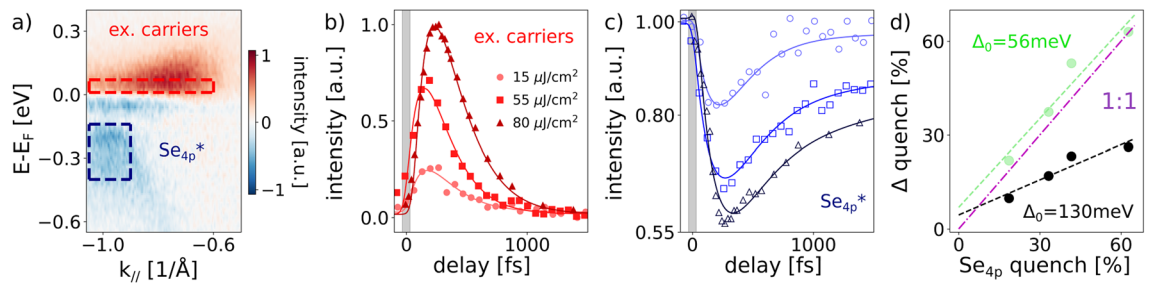 a)
0.3
0.0
−0.3
−0.6
E-E_F [eV]
ex. carriers
Se_4p*
−1.0
−0.6
k_// [1/Å]
1
0
−1
intensity [a.u.]
b)
1.0
0.5
0.0
intensity [a.u.]
ex. carriers
15 μJ/cm²
55 μJ/cm²
80 μJ/cm²
0
1000
delay [fs]
c)
1.00
0.80
0.55
intensity [a.u.]
Se_4p*
0
1000
delay [fs]
d)
60
30
0
Δ quench [%]
Δ₀=56meV
1:1
Δ₀=130meV
0
30
60
Se_4p quench [%]